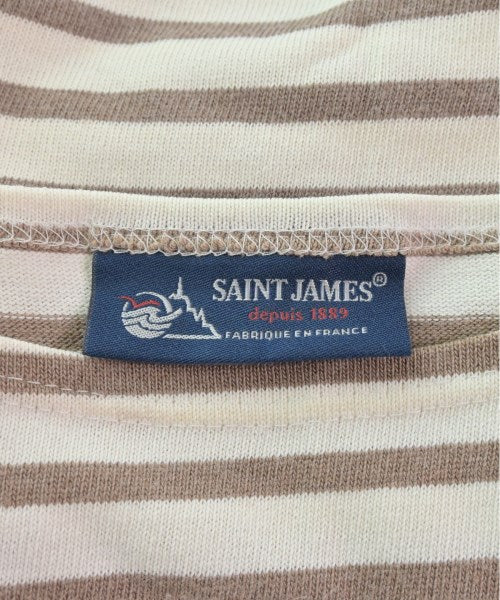 SAINT JAMES®
depuis 1889
FABRIQUE EN FRANCE